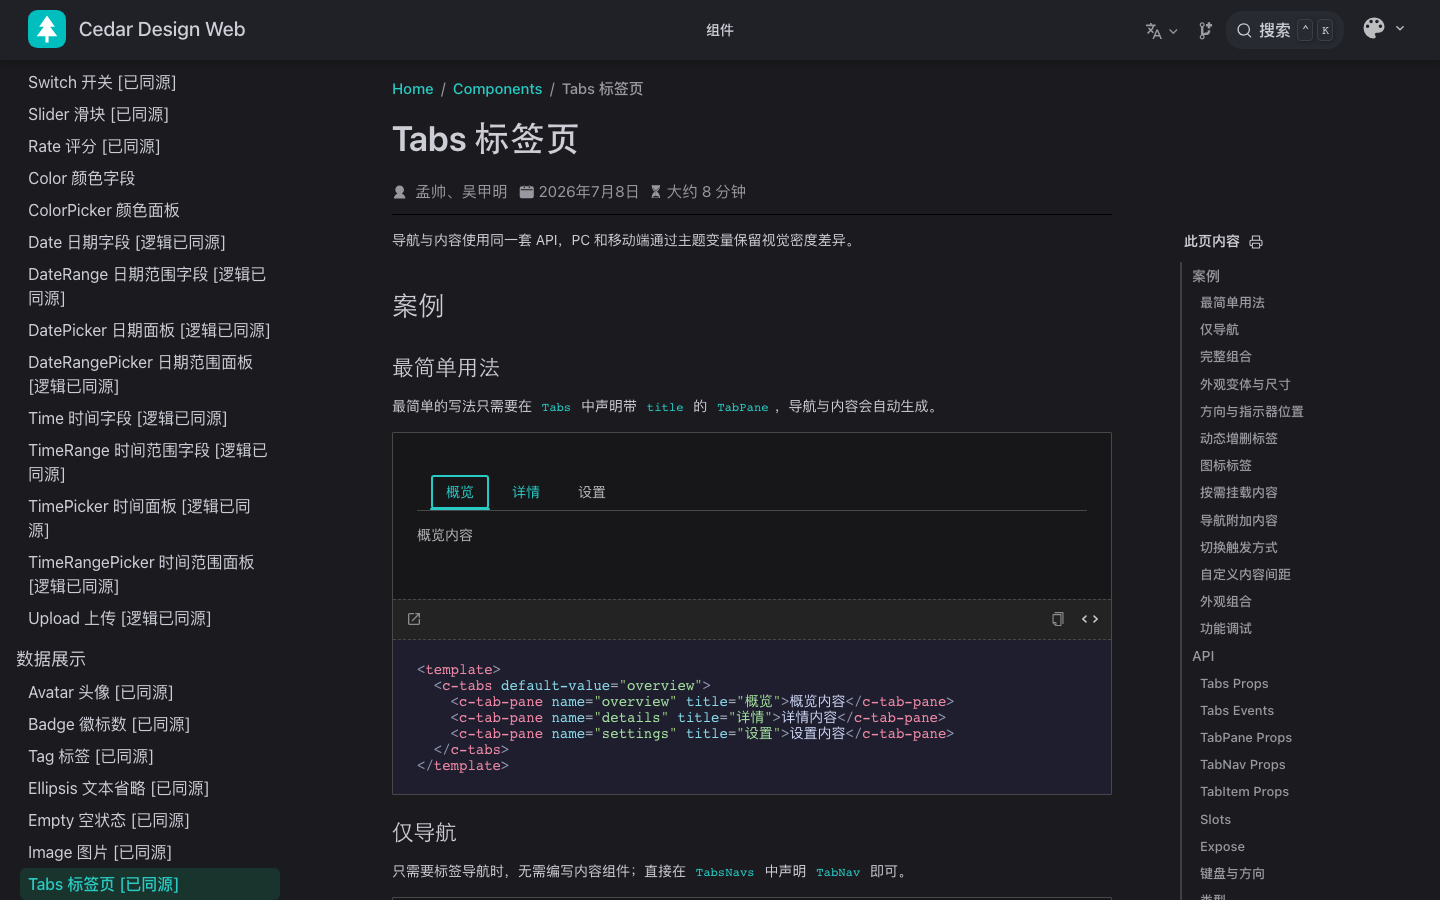 Cedar Design Web
组件
搜索 ^ K
Switch 开关 [已同源]
Slider 滑块 [已同源]
Rate 评分 [已同源]
Color 颜色字段
ColorPicker 颜色面板
Date 日期字段 [逻辑已同源]
DateRange 日期范围字段 [逻辑已
同源]
DatePicker 日期面板 [逻辑已同源]
DateRangePicker 日期范围面板
[逻辑已同源]
Time 时间字段 [逻辑已同源]
TimeRange 时间范围字段 [逻辑已
同源]
TimePicker 时间面板 [逻辑已同
源]
TimeRangePicker 时间范围面板
[逻辑已同源]
Upload 上传 [逻辑已同源]
数据展示
Avatar 头像 [已同源]
Badge 徽标数 [已同源]
Tag 标签 [已同源]
Ellipsis 文本省略 [已同源]
Empty 空状态 [已同源]
Image 图片 [已同源]
Tabs 标签页 [已同源]
Home / Components / Tabs 标签页
Tabs 标签页
孟帅、吴甲明 2026年7月8日 大约 8 分钟
导航与内容使用同一套 API，PC 和移动端通过主题变量保留视觉密度差异。
案例
最简单用法
最简单的写法只需要在 Tabs 中声明带 title 的 TabPane ，导航与内容会自动生成。
概览 详情 设置
概览内容
<template>
<c-tabs default-value="overview">
<c-tab-pane name="overview" title="概览">概览内容</c-tab-pane>
<c-tab-pane name="details" title="详情">详情内容</c-tab-pane>
<c-tab-pane name="settings" title="设置">设置内容</c-tab-pane>
</c-tabs>
</template>
仅导航
只需要标签导航时，无需编写内容组件；直接在 TabsNavs 中声明 TabNav 即可。
此页内容
案例
最简单用法
仅导航
完整组合
外观变体与尺寸
方向与指示器位置
动态增删标签
图标标签
按需挂载内容
导航附加内容
切换触发方式
自定义内容间距
外观组合
功能调试
API
Tabs Props
Tabs Events
TabPane Props
TabNav Props
TabItem Props
Slots
Expose
键盘与方向
类型